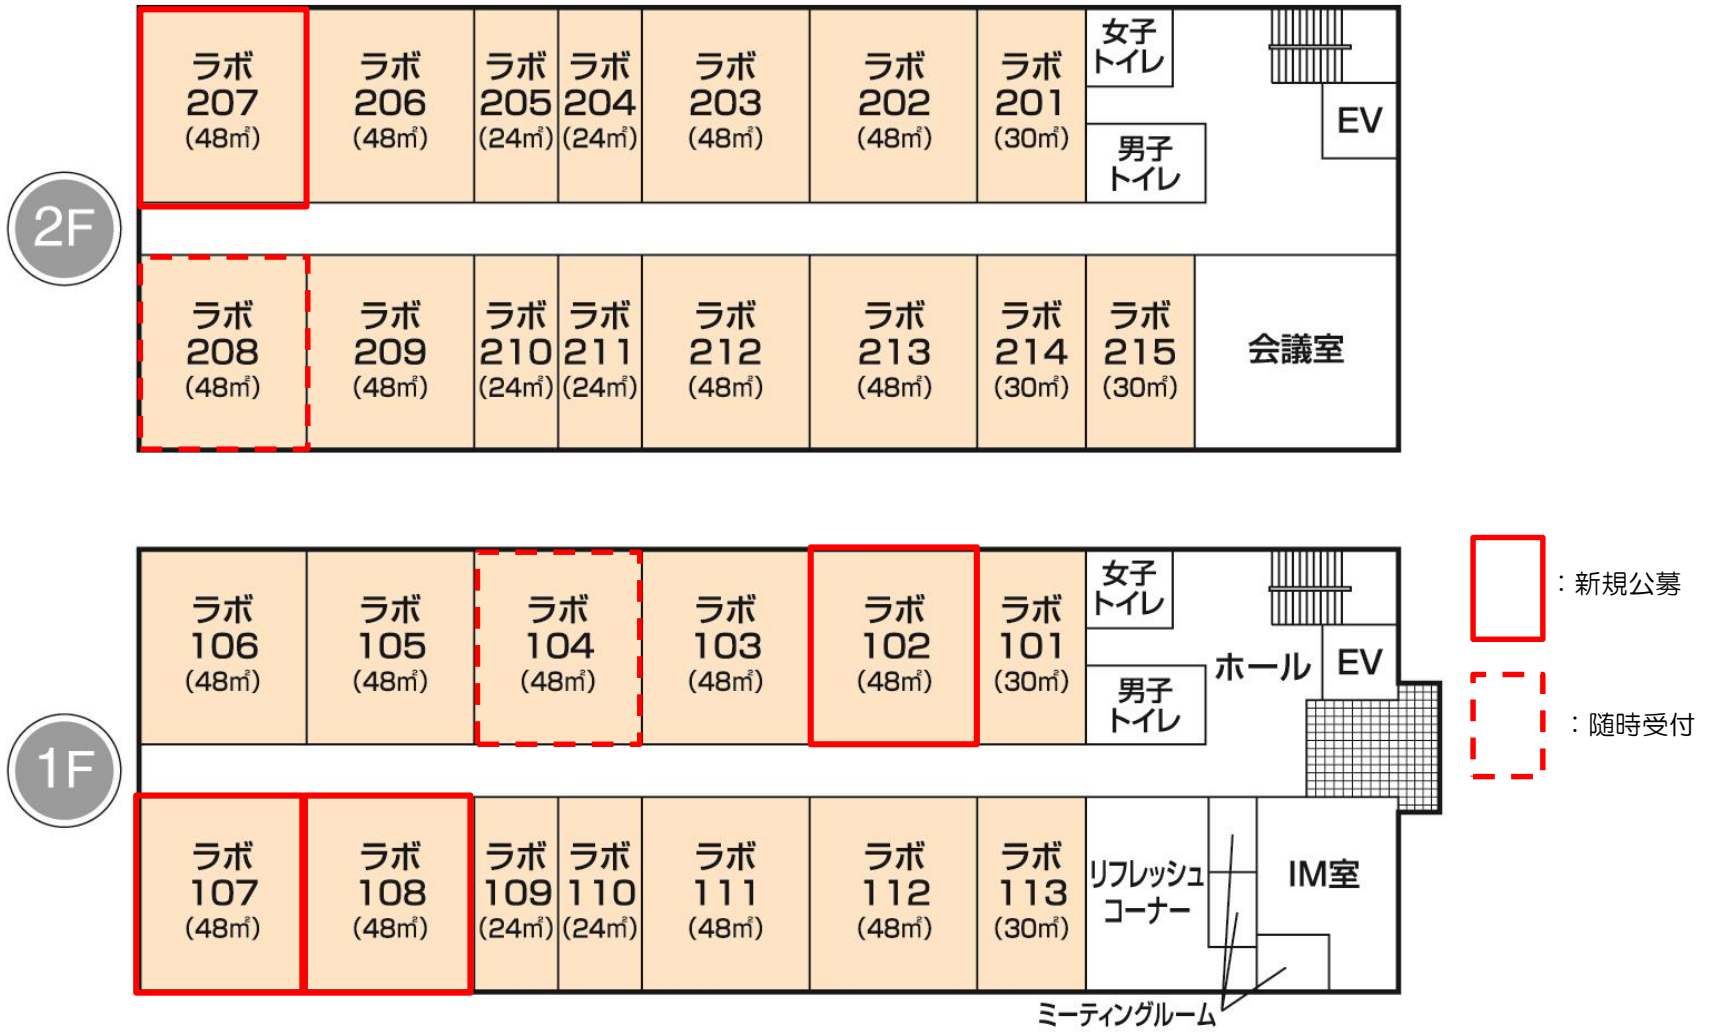 2F
ラボ
207
(48㎡)
ラボ
206
(48㎡)
ラボ
205
(24㎡)
ラボ
204
(24㎡)
ラボ
203
(48㎡)
ラボ
202
(48㎡)
ラボ
201
(30㎡)
女子
トイレ
男子
トイレ
EV
ラボ
208
(48㎡)
ラボ
209
(48㎡)
ラボ
210
(24㎡)
ラボ
211
(24㎡)
ラボ
212
(48㎡)
ラボ
213
(48㎡)
ラボ
214
(30㎡)
ラボ
215
(30㎡)
会議室
1F
ラボ
106
(48㎡)
ラボ
105
(48㎡)
ラボ
104
(48㎡)
ラボ
103
(48㎡)
ラボ
102
(48㎡)
ラボ
101
(30㎡)
女子
トイレ
男子
トイレ
ホール
EV
ラボ
107
(48㎡)
ラボ
108
(48㎡)
ラボ
109
(24㎡)
ラボ
110
(24㎡)
ラボ
111
(48㎡)
ラボ
112
(48㎡)
ラボ
113
(30㎡)
リフレッシュ
コーナー
IM室
ミーティングルーム
：新規公募
：随時受付